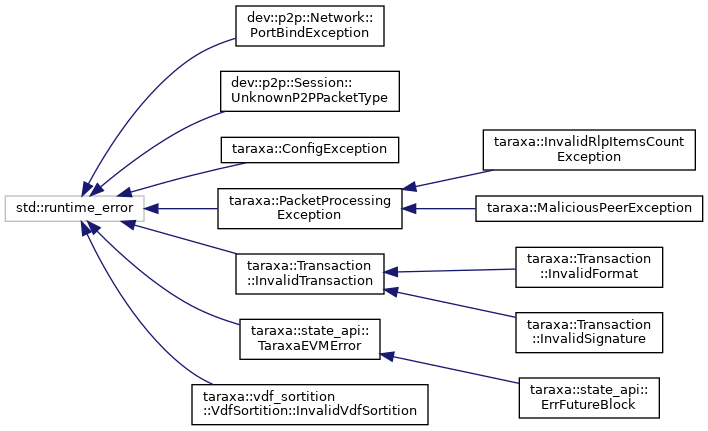 dev::p2p::Network::
PortBindException
dev::p2p::Session::
UnknownP2PPacketType
taraxa::ConfigException
taraxa::InvalidRlpItemsCount
Exception
std::runtime_error
taraxa::PacketProcessing
Exception
taraxa::MaliciousPeerException
taraxa::Transaction
::InvalidTransaction
taraxa::Transaction
::InvalidFormat
taraxa::Transaction
::InvalidSignature
taraxa::state_api::
TaraxaEVMError
taraxa::state_api::
ErrFutureBlock
taraxa::vdf_sortition
::VdfSortition::InvalidVdfSortition